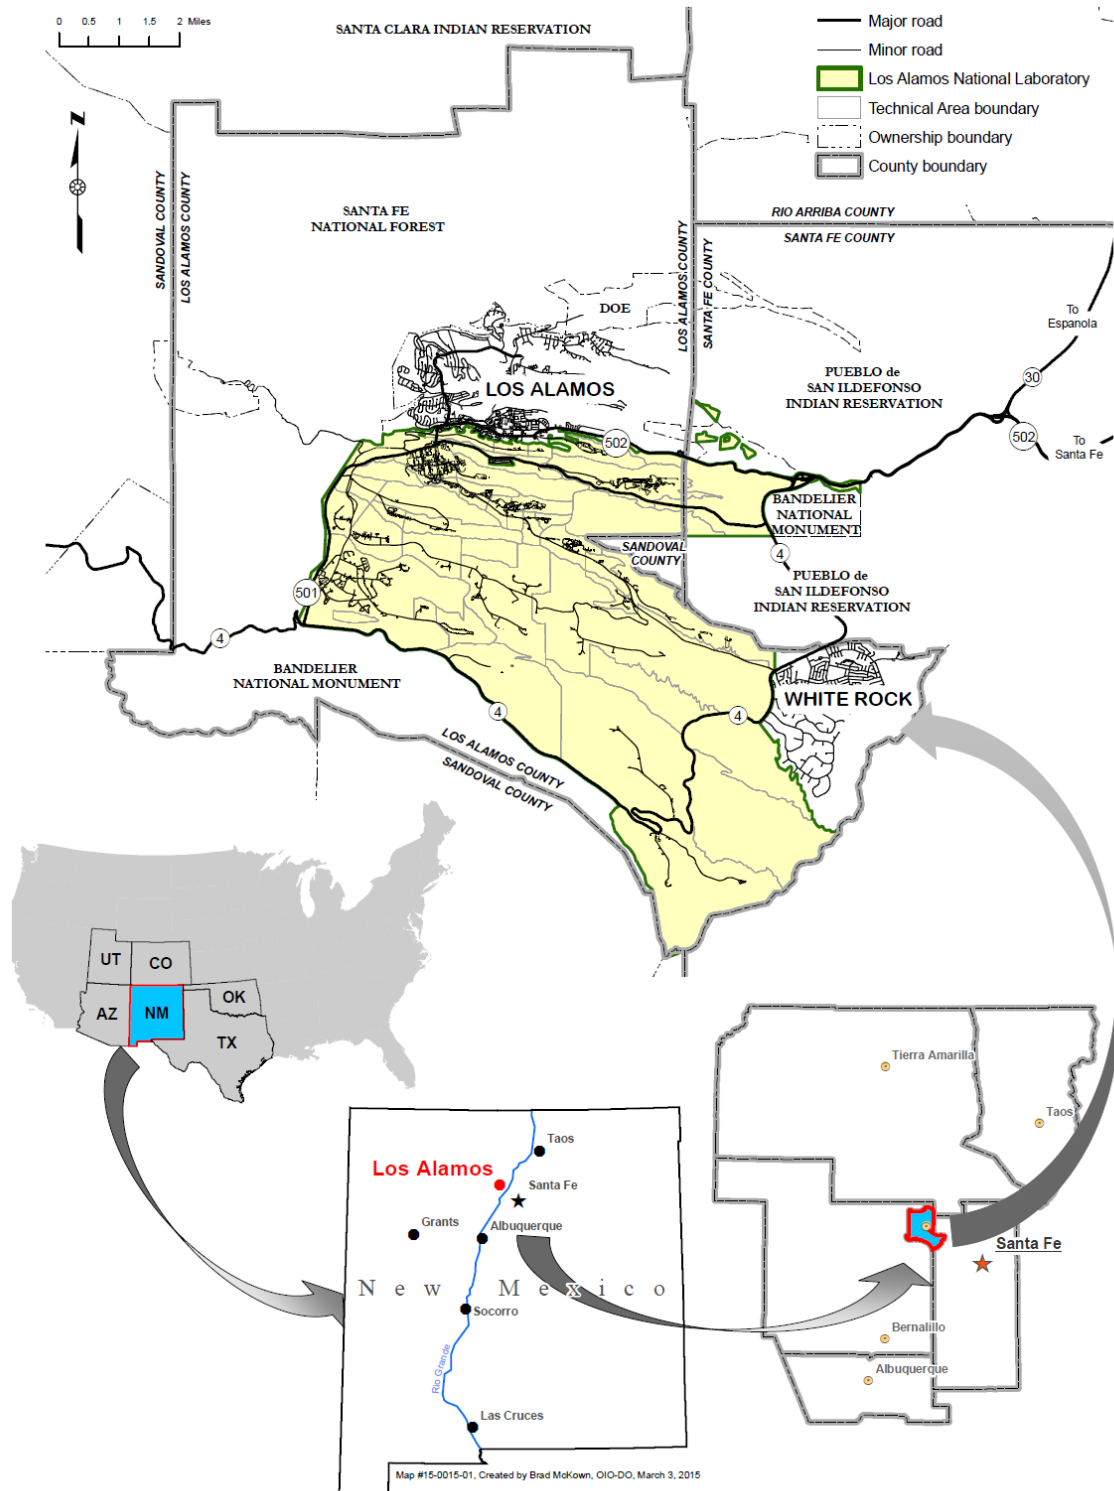 0 0.5 1 1.5 2 Miles
SANTA CLARA INDIAN RESERVATION
Major road
Minor road
Los Alamos National Laboratory
Technical Area boundary
Ownership boundary
County boundary
N
SANDOVAL COUNTY
LOS ALAMOS COUNTY
SANTA FE
NATIONAL FOREST
RIO ARRIBA COUNTY
SANTA FE COUNTY
LOS ALAMOS COUNTY
SANTA FE COUNTY
DOE
To
Espanola
LOS ALAMOS
PUEBLO de
SAN ILDEFONSO
INDIAN RESERVATION
30
502
502
To
Santa Fe
BANDELIER
NATIONAL
MONUMENT
SANDOVAL
COUNTY
4
PUEBLO de
SAN ILDEFONSO
INDIAN RESERVATION
501
4
BANDELIER
NATIONAL MONUMENT
WHITE ROCK
4
4
LOS ALAMOS COUNTY
SANDOVAL COUNTY
UT
CO
AZ
NM
OK
TX
Tierra Amarilla
Taos
Taos
Los Alamos
Santa Fe
Grants
Albuquerque
Santa Fe
New Mexico
Socorro
Bernalillo
Rio Grande
Albuquerque
Las Cruces
Map #15-0015-01, Created by Brad McKown, OIO-DO, March 3, 2015